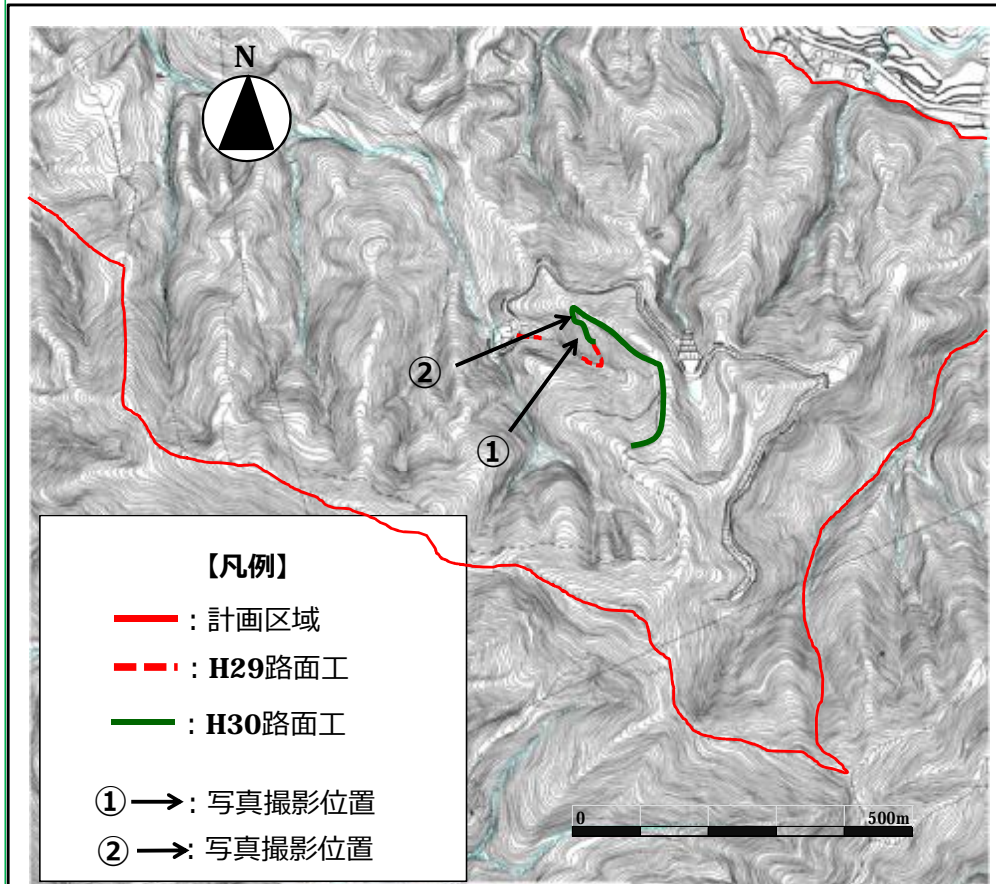 N
②
①
【凡例】
：計画区域
：H29路面工
：H30路面工
①：写真撮影位置
②：写真撮影位置
0 500m